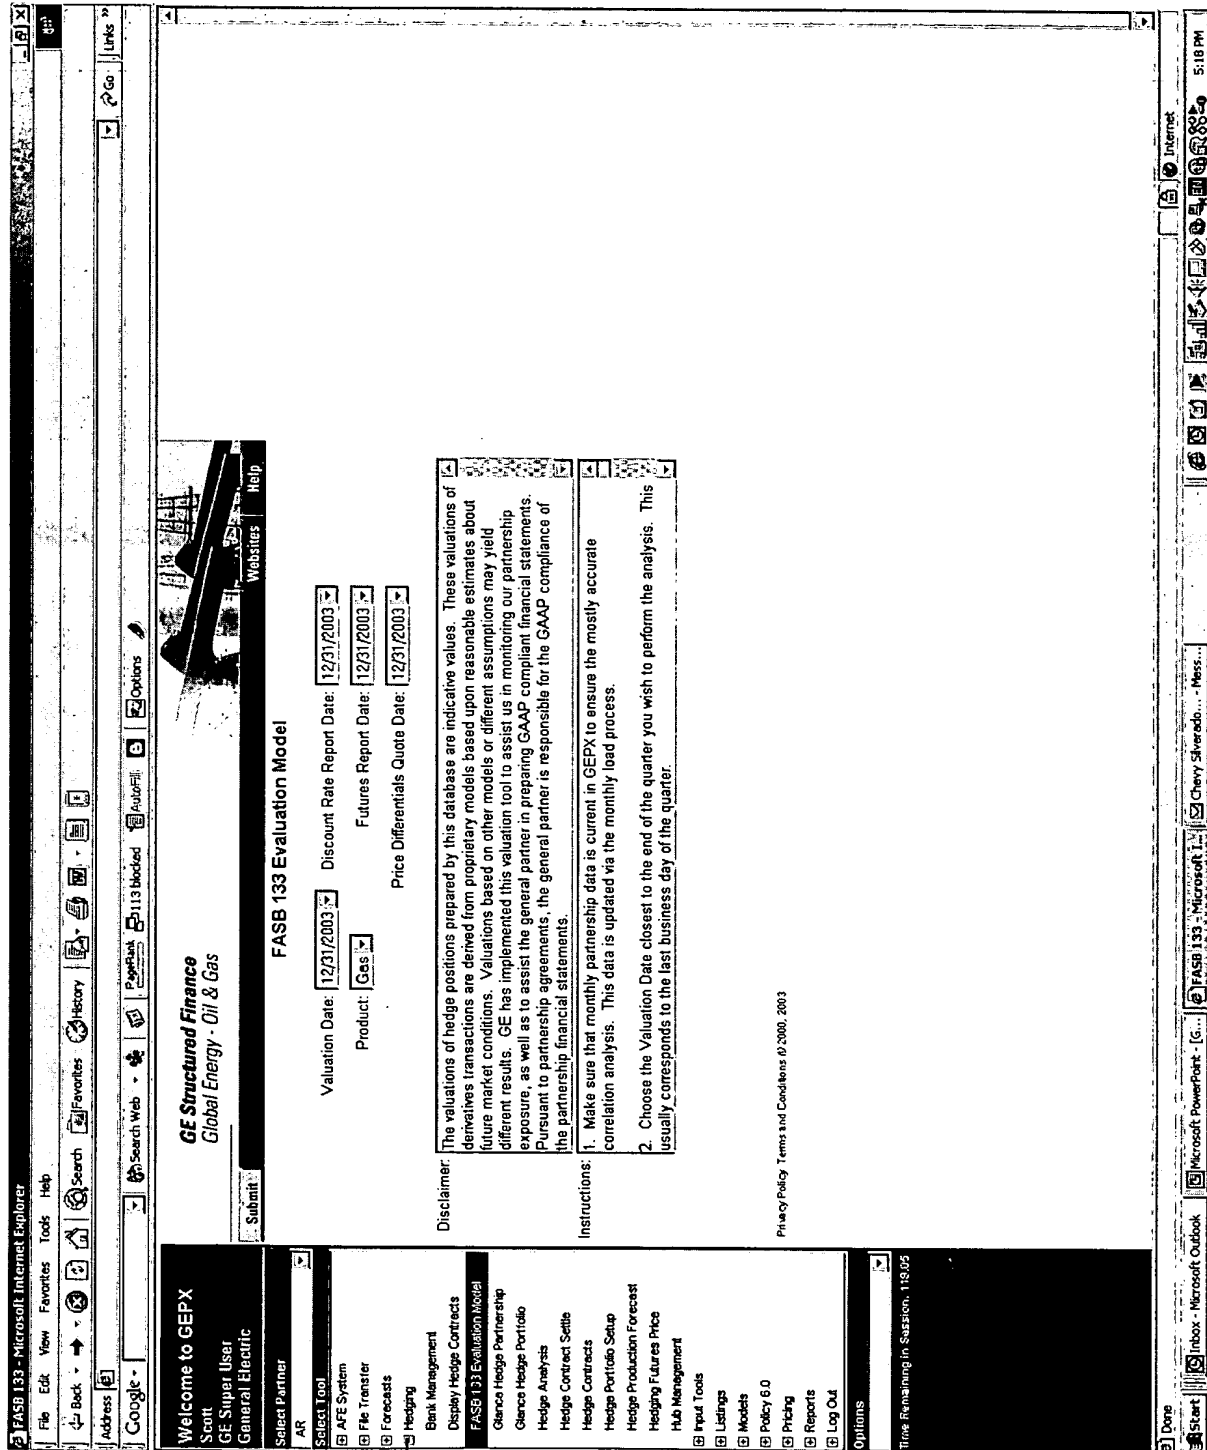 FASB 133 - Microsoft Internet Explorer
File Edit View Favorites Tools Help
Back Search Favorites History
Address Go Links »
Google Search Web PageRank 113 blocked AutoFill Options
Welcome to GEPX
Scott
GE Super User
General Electric
Select Partner
AR
Select Tool
AFE System
File Transfer
Forecasts
Hedging
Bank Management
Display Hedge Contracts
FASB 133 Evaluation Model
Glance Hedge Partnership
Glance Hedge Portfolio
Hedge Analysis
Hedge Contract Settle
Hedge Contracts
Hedge Portfolio Setup
Hedge Production Forecast
Hedging Futures Price
Hub Management
Input Tools
Listings
Models
Policy 6.0
Pricing
Reports
Log Out
Options
Time Remaining in Session: 119.05
GE Structured Finance
Global Energy - Oil & Gas
Submit Websites Help
FASB 133 Evaluation Model
Valuation Date: 12/31/2003 Discount Rate Report Date: 12/31/2003
Product: Gas Futures Report Date: 12/31/2003
Price Differentials Quote Date: 12/31/2003
Disclaimer: The valuations of hedge positions prepared by this database are indicative values. These valuations of
derivatives transactions are derived from proprietary models based upon reasonable estimates about
future market conditions. Valuations based on other models or different assumptions may yield
different results. GE has implemented this valuation tool to assist us in monitoring our partnership
exposure, as well as to assist the general partner in preparing GAAP compliant financial statements.
Pursuant to partnership agreements, the general partner is responsible for the GAAP compliance of
the partnership financial statements.
Instructions: 1. Make sure that monthly partnership data is current in GEPX to ensure the mostly accurate
correlation analysis. This data is updated via the monthly load process.
2. Choose the Valuation Date closest to the end of the quarter you wish to perform the analysis. This
usually corresponds to the last business day of the quarter.
Privacy Policy Terms and Conditions © 2000, 2003
Done Internet
Start Inbox - Microsoft Outlook Microsoft PowerPoint - [G... FASB 133 - Microsoft I... Chevy Silverado... - Mess... EN 5:18 PM